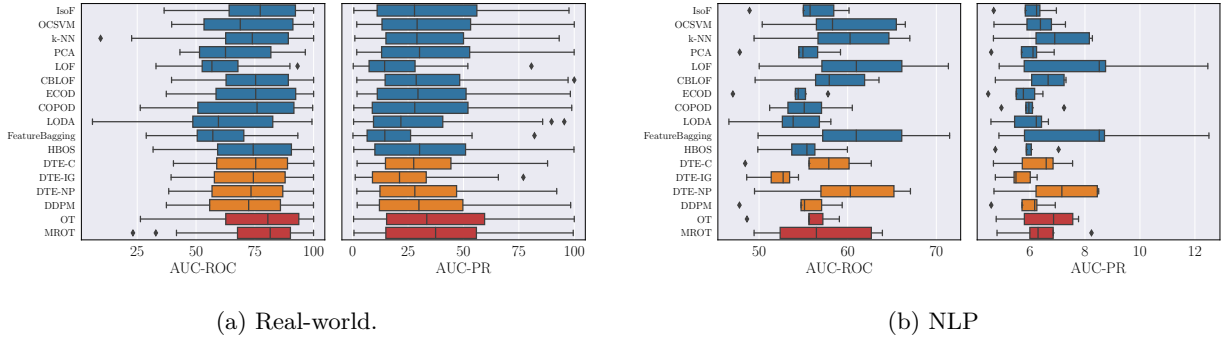 IsoF
OCSVM
k-NN
PCA
LOF
CBLOF
ECOD
COPOD
LODA
FeatureBagging
HBOS
DTE-C
DTE-IG
DTE-NP
DDPM
OT
MROT
25 50 75 100
AUC-ROC
0 25 50 75 100
AUC-PR
(a) Real-world.
IsoF
OCSVM
k-NN
PCA
LOF
CBLOF
ECOD
COPOD
LODA
FeatureBagging
HBOS
DTE-C
DTE-IG
DTE-NP
DDPM
OT
MROT
50 60 70
AUC-ROC
6 8 10 12
AUC-PR
(b) NLP